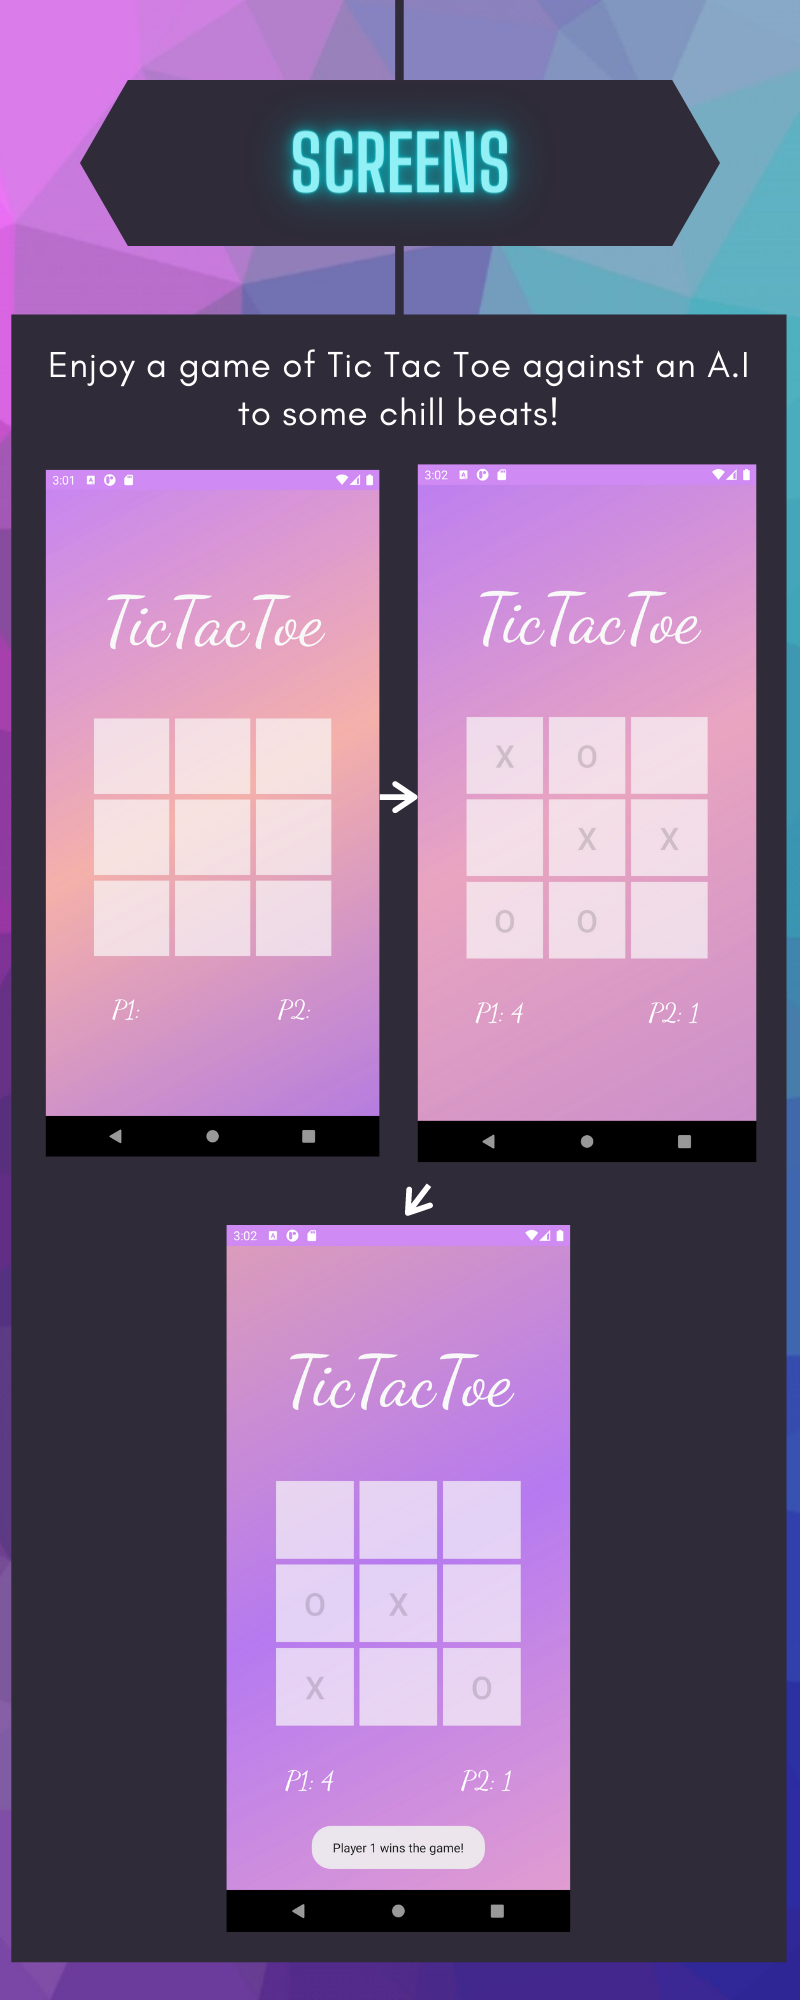 SCREENS
Enjoy a game of Tic Tac Toe against an A.I
to some chill beats!
3:01
TicTacToe
P1: P2:
3:02
TicTacToe
X O
X X
O O
P1: 4 P2: 1
3:02
TicTacToe
O X
X O
P1: 4 P2: 1
Player 1 wins the game!